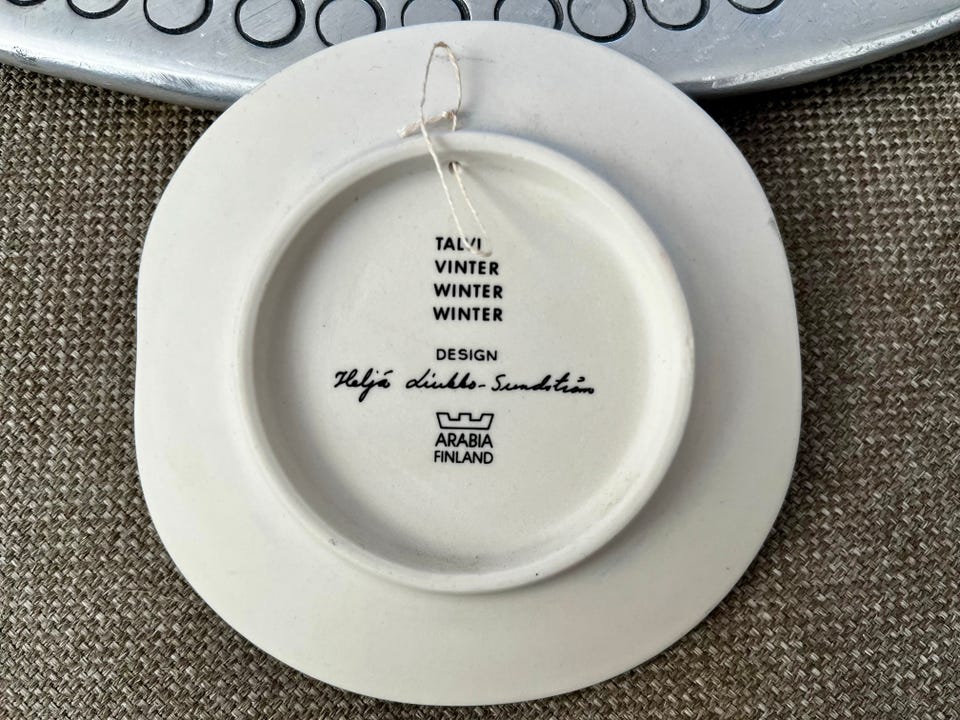 TALVI
VINTER
WINTER
WINTER
DESIGN
Heljä Liukko-Sundström
ARABIA
FINLAND